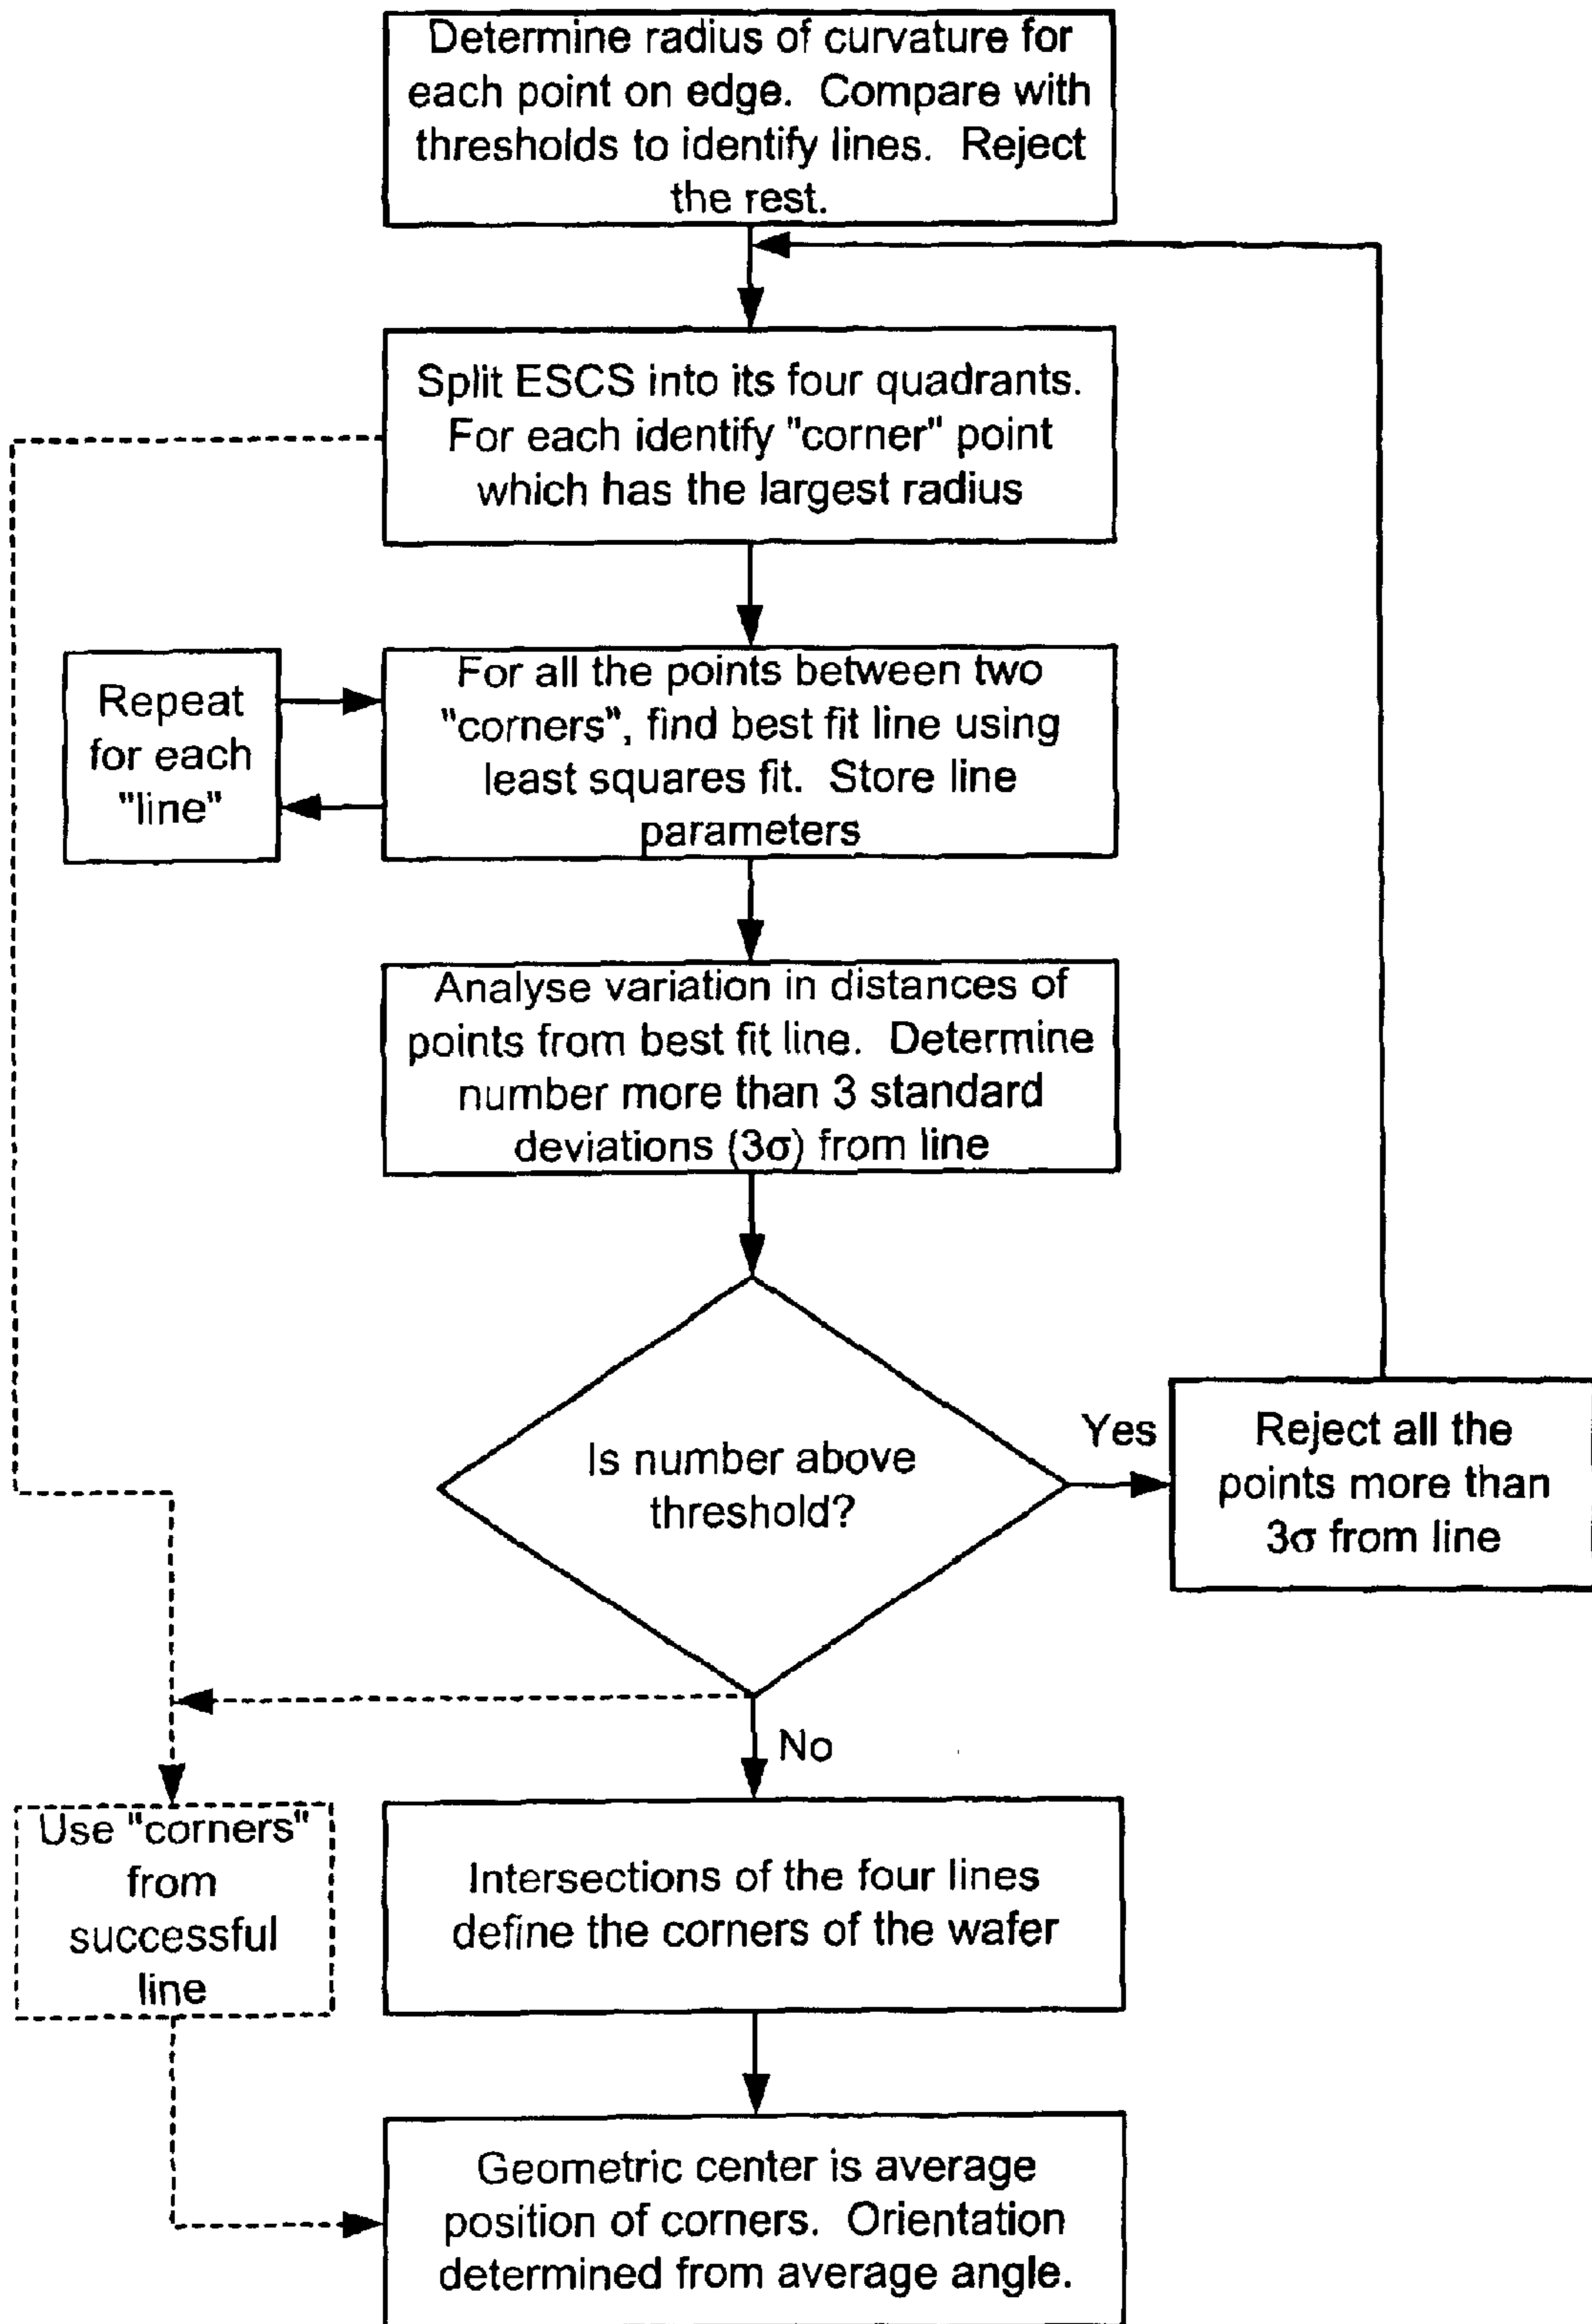 Determine radius of curvature for
each point on edge. Compare with
thresholds to identify lines. Reject
the rest.
Split ESCS into its four quadrants.
For each identify "corner" point
which has the largest radius
Repeat
for each
"line"
For all the points between two
"corners", find best fit line using
least squares fit. Store line
parameters
Analyse variation in distances of
points from best fit line. Determine
number more than 3 standard
deviations (3σ) from line
Is number above
threshold?
Yes
Reject all the
points more than
3σ from line
No
Use "corners"
from
successful
line
Intersections of the four lines
define the corners of the wafer
Geometric center is average
position of corners. Orientation
determined from average angle.